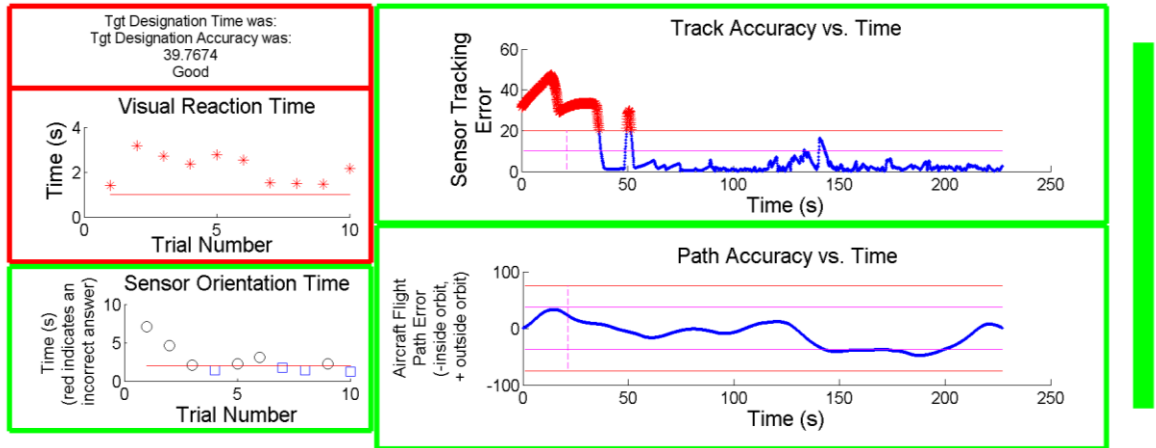 Tgt Designation Time was:
Tgt Designation Accuracy was:
39.7674
Good
Visual Reaction Time
Time (s)
4
2
0
0
5
10
Trial Number
Sensor Orientation Time
Time (s)
(red indicates an
incorrect answer)
10
5
0
0
5
10
Trial Number
Track Accuracy vs. Time
Sensor Tracking
Error
60
40
20
0
0
50
100
150
200
250
Time (s)
Path Accuracy vs. Time
Aircraft Flight
Path Error
(-inside orbit,
+ outside orbit)
100
0
-100
0
50
100
150
200
250
Time (s)